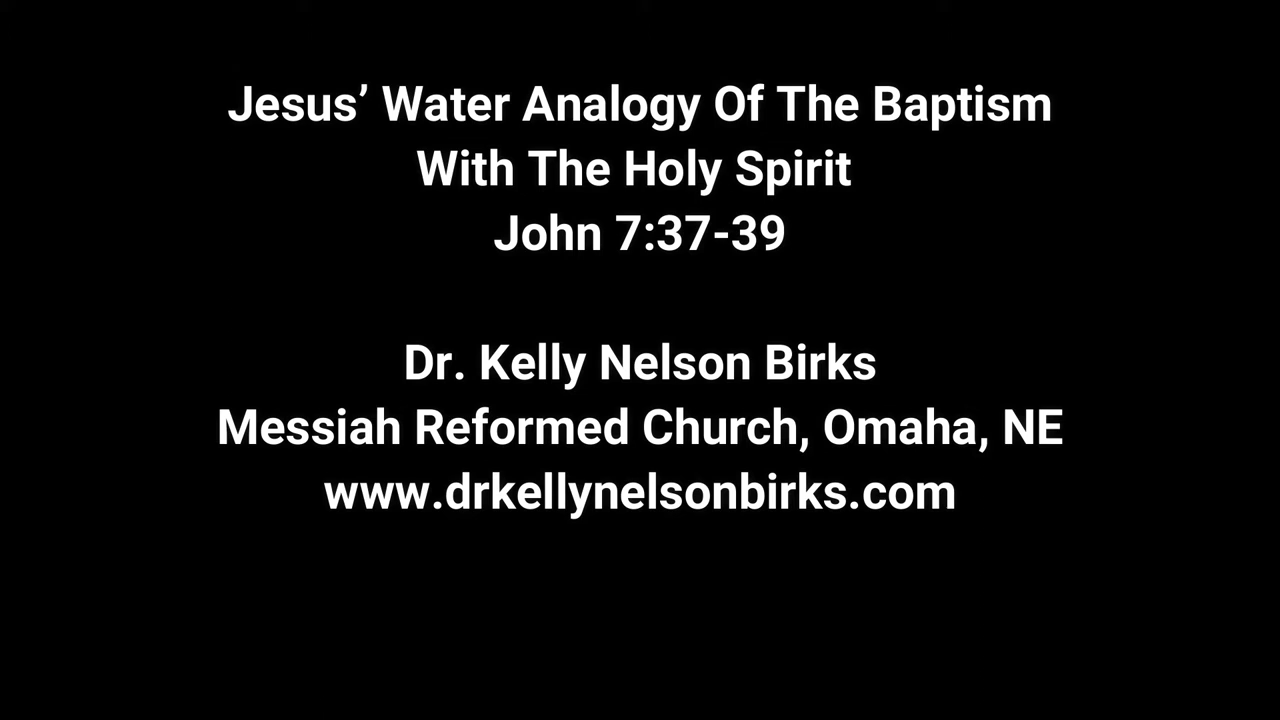 Jesus’ Water Analogy Of The Baptism
With The Holy Spirit
John 7:37-39
Dr. Kelly Nelson Birks
Messiah Reformed Church, Omaha, NE
www.drkellynelsonbirks.com